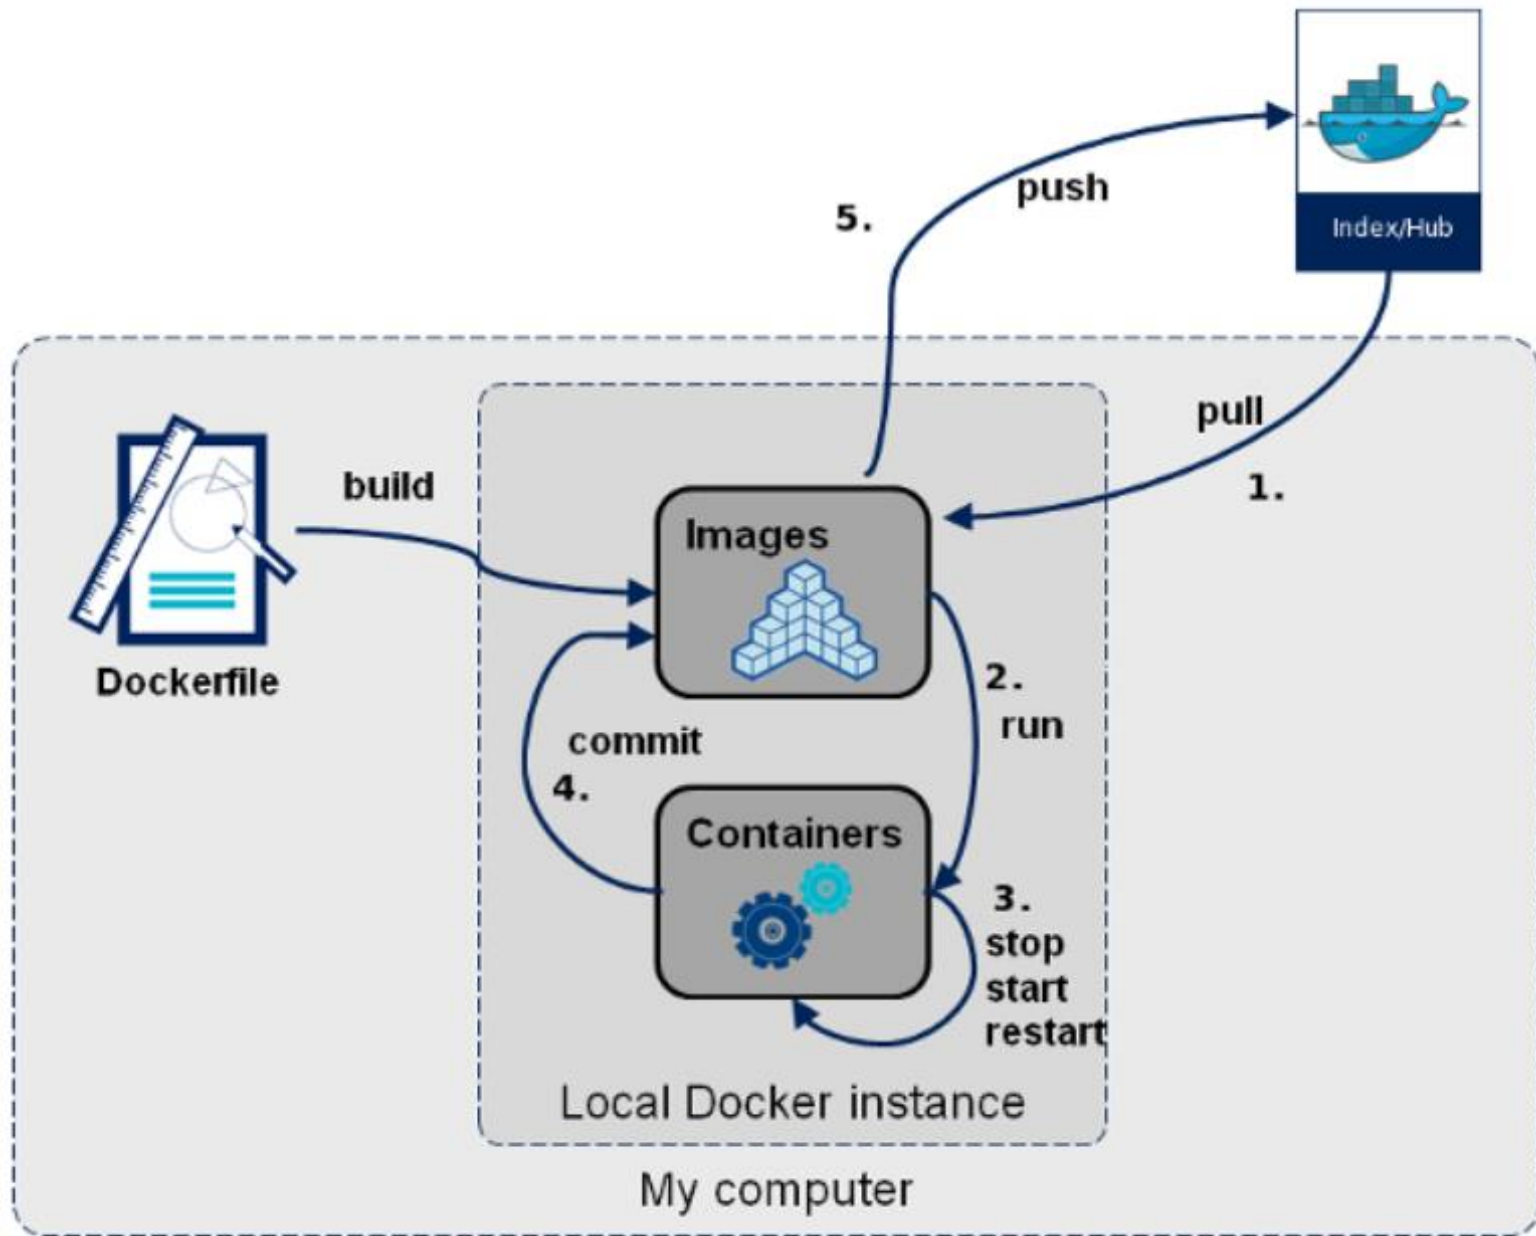 Index/Hub
push
5.
pull
1.
build
Dockerfile
Images
2.
run
commit
4.
Containers
3.
stop
start
restart
Local Docker instance
My computer